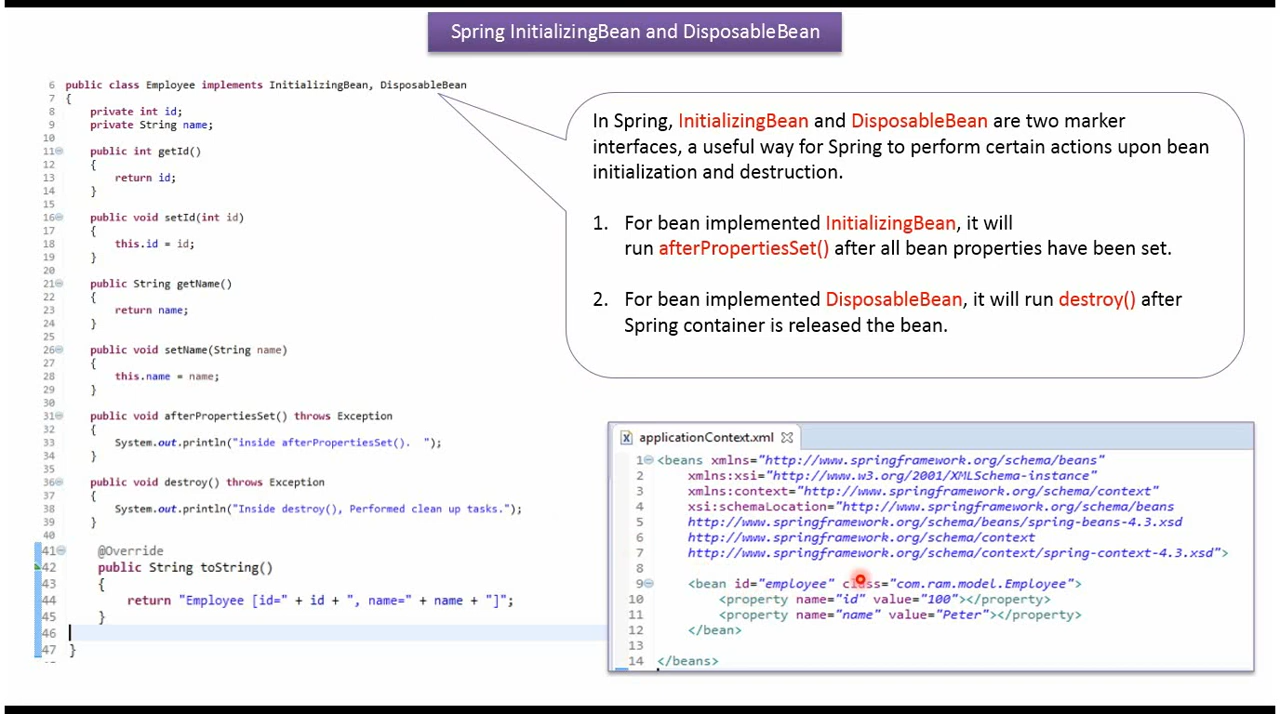 Spring InitializingBean and DisposableBean
6 public class Employee implements InitializingBean, DisposableBean
7 {
8 private int id;
9 private String name;
10
11 public int getId()
12 {
13 return id;
14 }
15
16 public void setId(int id)
17 {
18 this.id = id;
19 }
20
21 public String getName()
22 {
23 return name;
24 }
25
26 public void setName(String name)
27 {
28 this.name = name;
29 }
30
31 public void afterPropertiesSet() throws Exception
32 {
33 System.out.println("inside afterPropertiesSet().  ");
34 }
35
36 public void destroy() throws Exception
37 {
38 System.out.println("Inside destroy(), Performed clean up tasks.");
39 }
40
41 @Override
42 public String toString()
43 {
44 return "Employee [id=" + id + ", name=" + name + "]";
45 }
46
47 }
In Spring, InitializingBean and DisposableBean are two marker
interfaces, a useful way for Spring to perform certain actions upon bean
initialization and destruction.
1. For bean implemented InitializingBean, it will
run afterPropertiesSet() after all bean properties have been set.
2. For bean implemented DisposableBean, it will run destroy() after
Spring container is released the bean.
applicationContext.xml
1 <beans xmlns="http://www.springframework.org/schema/beans"
2 xmlns:xsi="http://www.w3.org/2001/XMLSchema-instance"
3 xmlns:context="http://www.springframework.org/schema/context"
4 xsi:schemaLocation="http://www.springframework.org/schema/beans
5 http://www.springframework.org/schema/beans/spring-beans-4.3.xsd
6 http://www.springframework.org/schema/context
7 http://www.springframework.org/schema/context/spring-context-4.3.xsd">
8
9 <bean id="employee" class="com.ram.model.Employee">
10 <property name="id" value="100"></property>
11 <property name="name" value="Peter"></property>
12 </bean>
13
14 </beans>